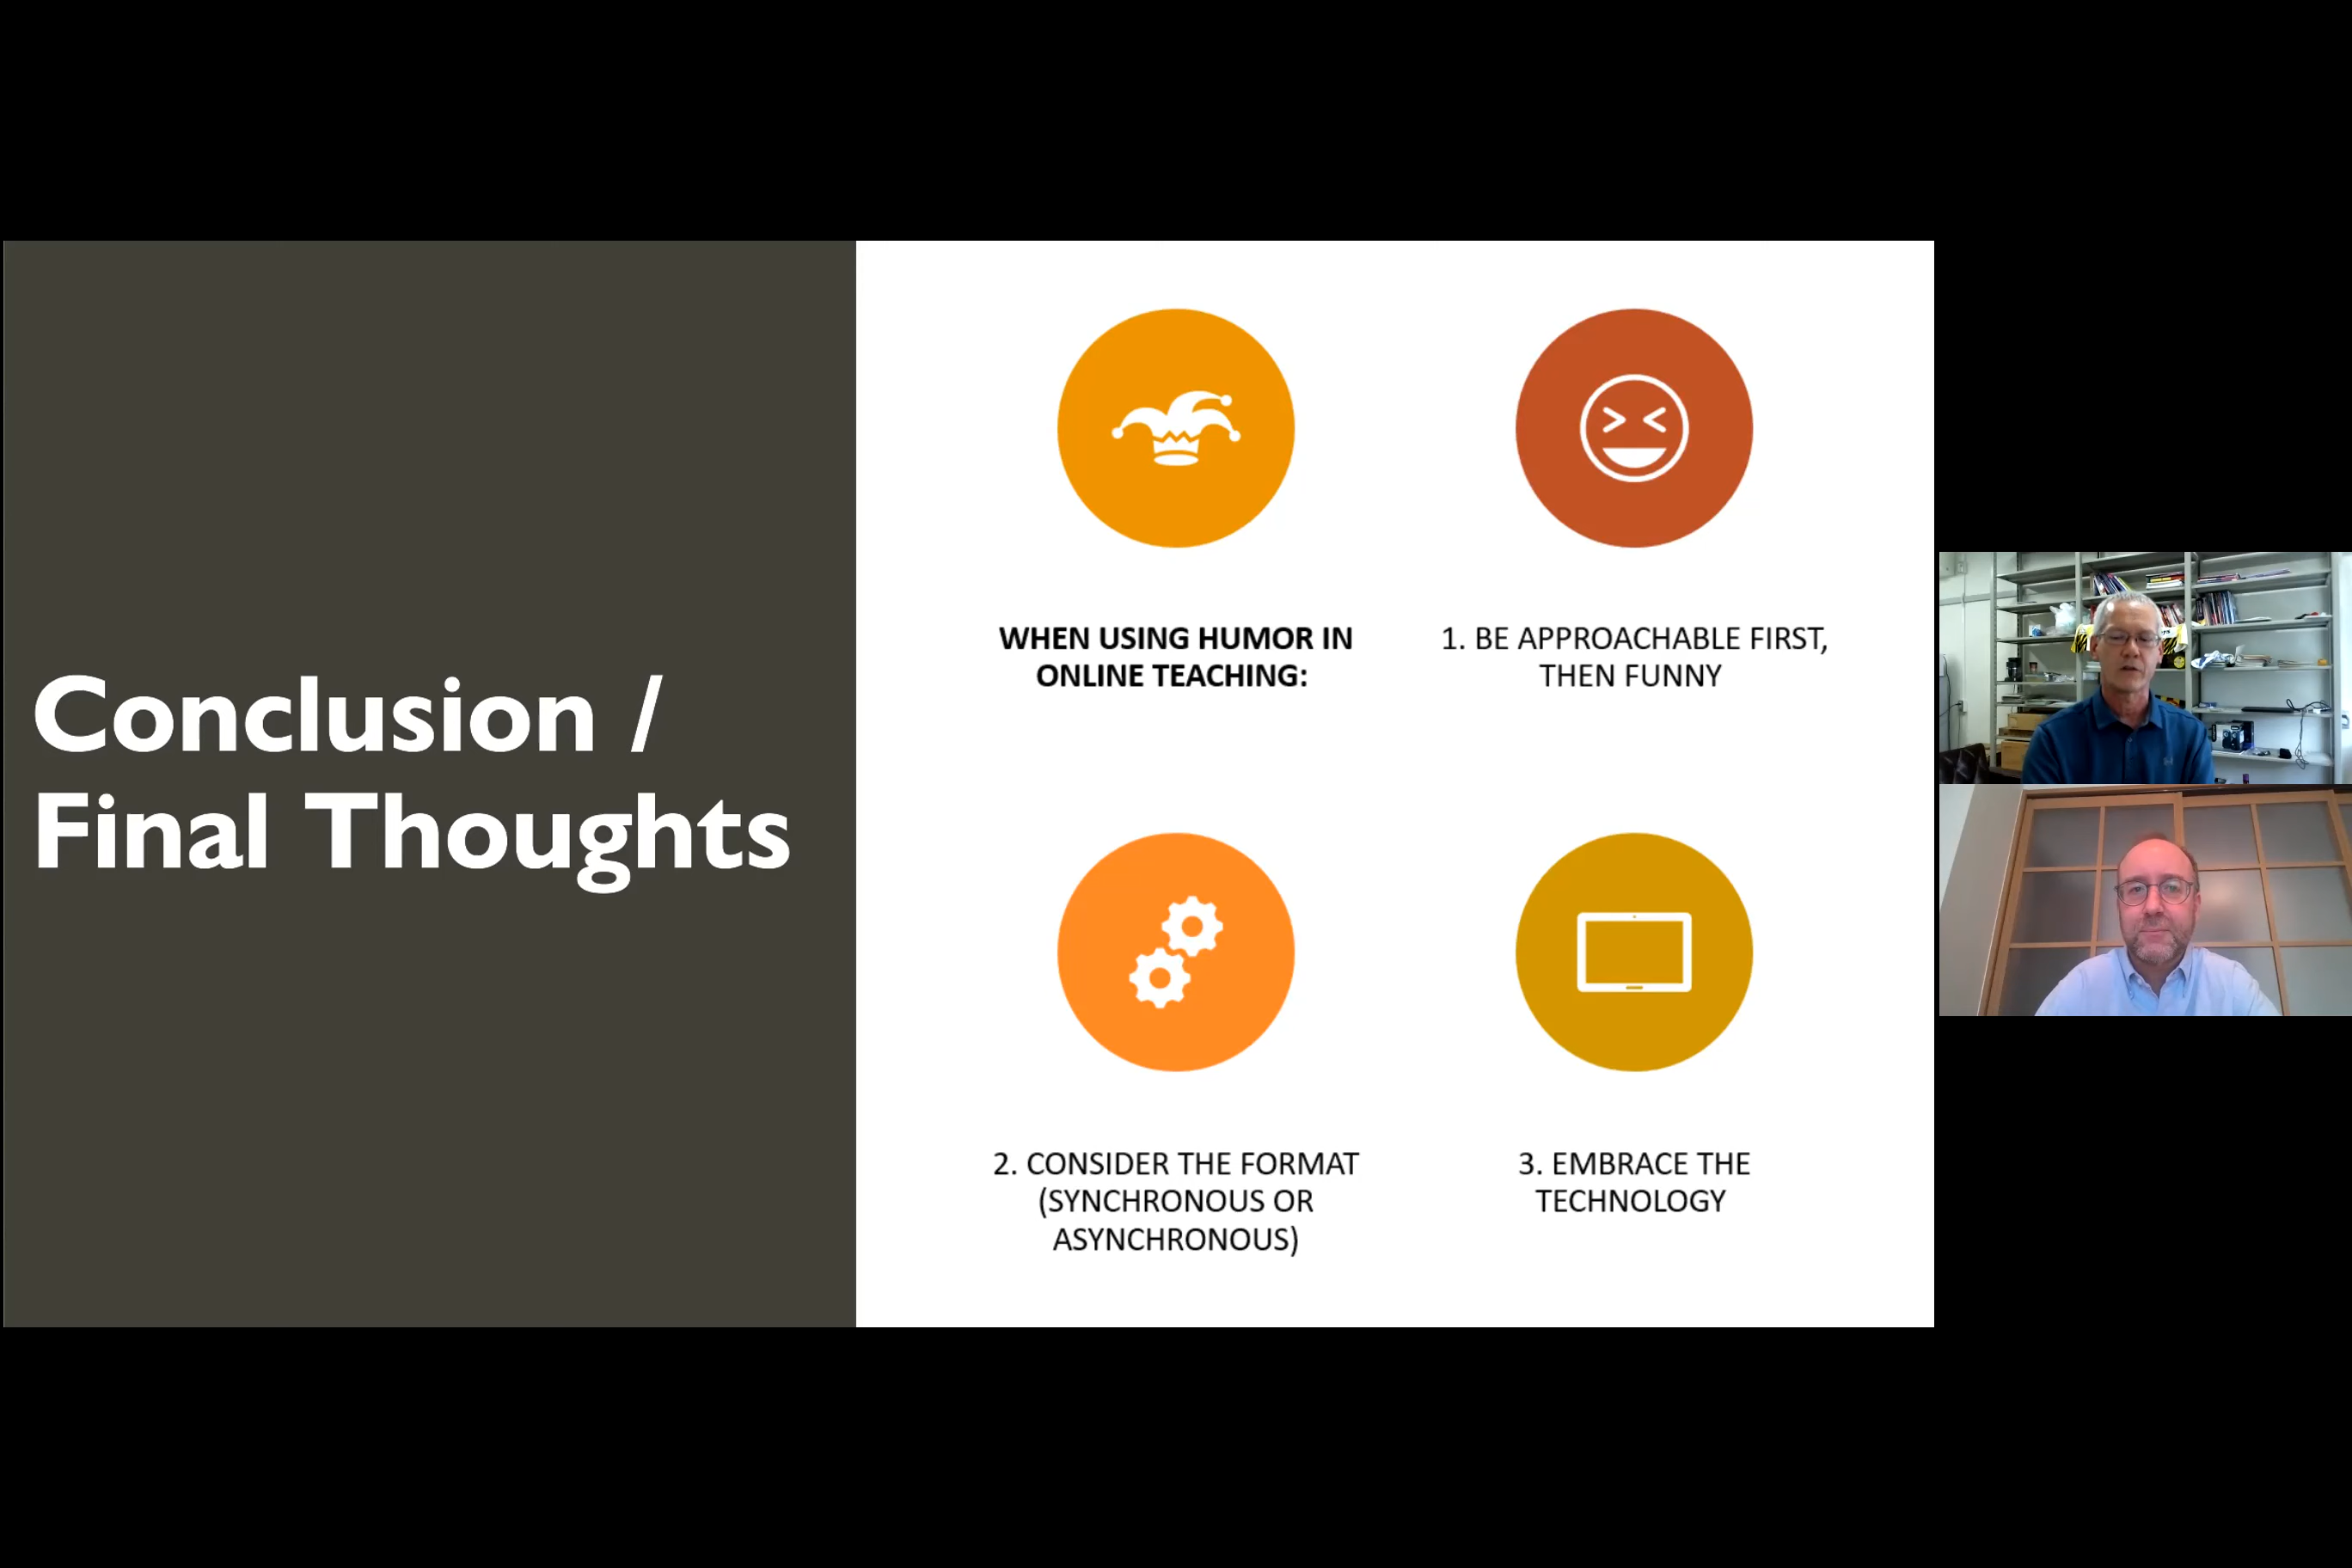 Conclusion /
Final Thoughts
WHEN USING HUMOR IN
ONLINE TEACHING:
1. BE APPROACHABLE FIRST,
THEN FUNNY
2. CONSIDER THE FORMAT
(SYNCHRONOUS OR
ASYNCHRONOUS)
3. EMBRACE THE
TECHNOLOGY